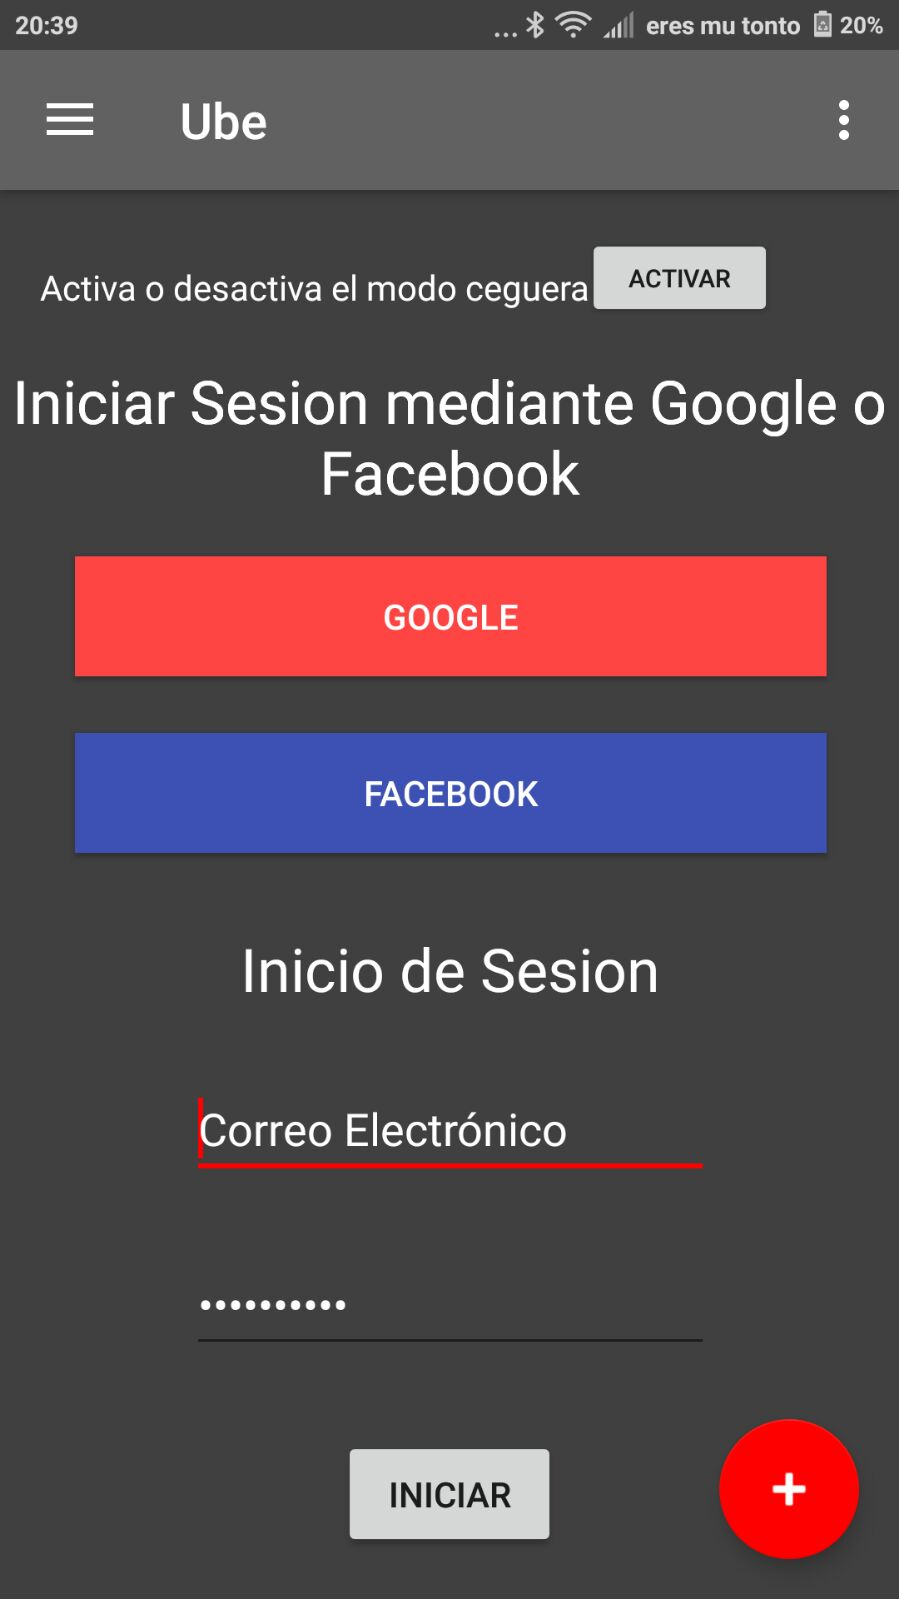 20:39 ... eres mu tonto 20%
Ube
Activa o desactiva el modo ceguera ACTIVAR
Iniciar Sesion mediante Google o
Facebook
GOOGLE
FACEBOOK
Inicio de Sesion
Correo Electrónico
••••••••••
INICIAR
+